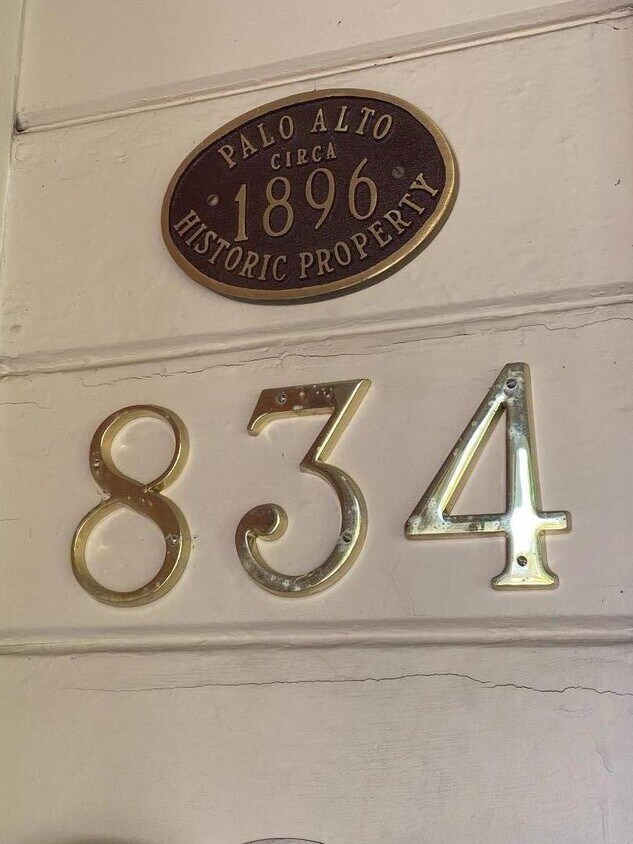 PALO ALTO
CIRCA
1896
HISTORIC PROPERTY
834